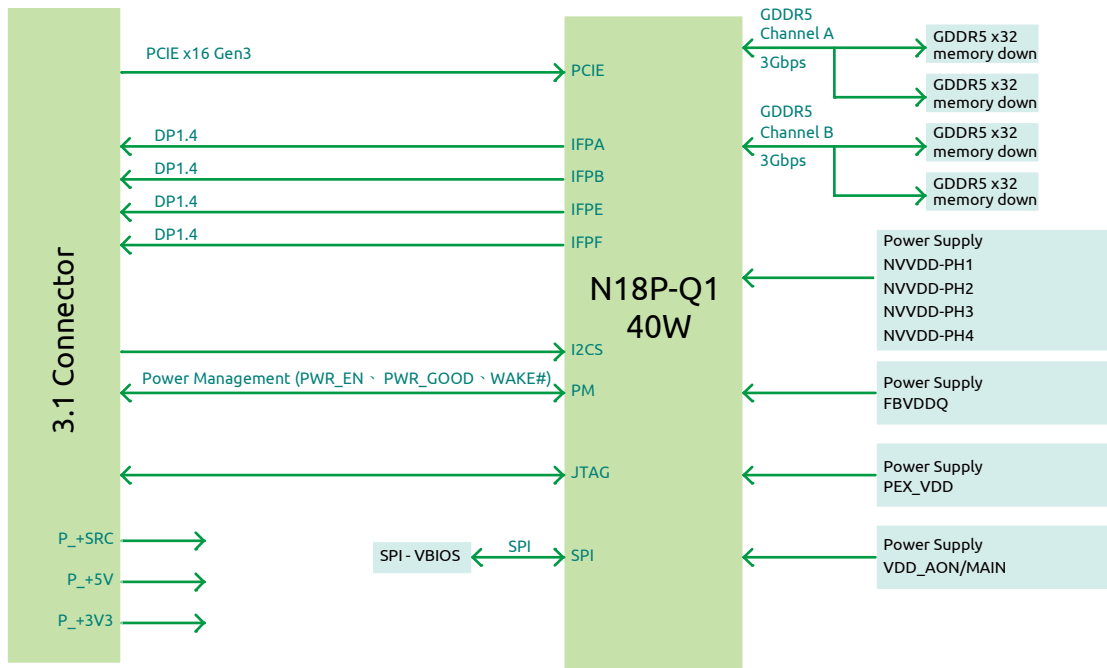 3.1 Connector
PCIE x16 Gen3
DP1.4
DP1.4
DP1.4
DP1.4
Power Management (PWR_EN、 PWR_GOOD、WAKE#)
P_+SRC
P_+5V
P_+3V3
SPI - VBIOS
SPI
PCIE
IFPA
IFPB
IFPE
IFPF
N18P-Q1
40W
I2CS
PM
JTAG
SPI
GDDR5
Channel A
3Gbps
GDDR5
Channel B
3Gbps
GDDR5 x32
memory down
GDDR5 x32
memory down
GDDR5 x32
memory down
GDDR5 x32
memory down
Power Supply
NVVDD-PH1
NVVDD-PH2
NVVDD-PH3
NVVDD-PH4
Power Supply
FBVDDQ
Power Supply
PEX_VDD
Power Supply
VDD_AON/MAIN